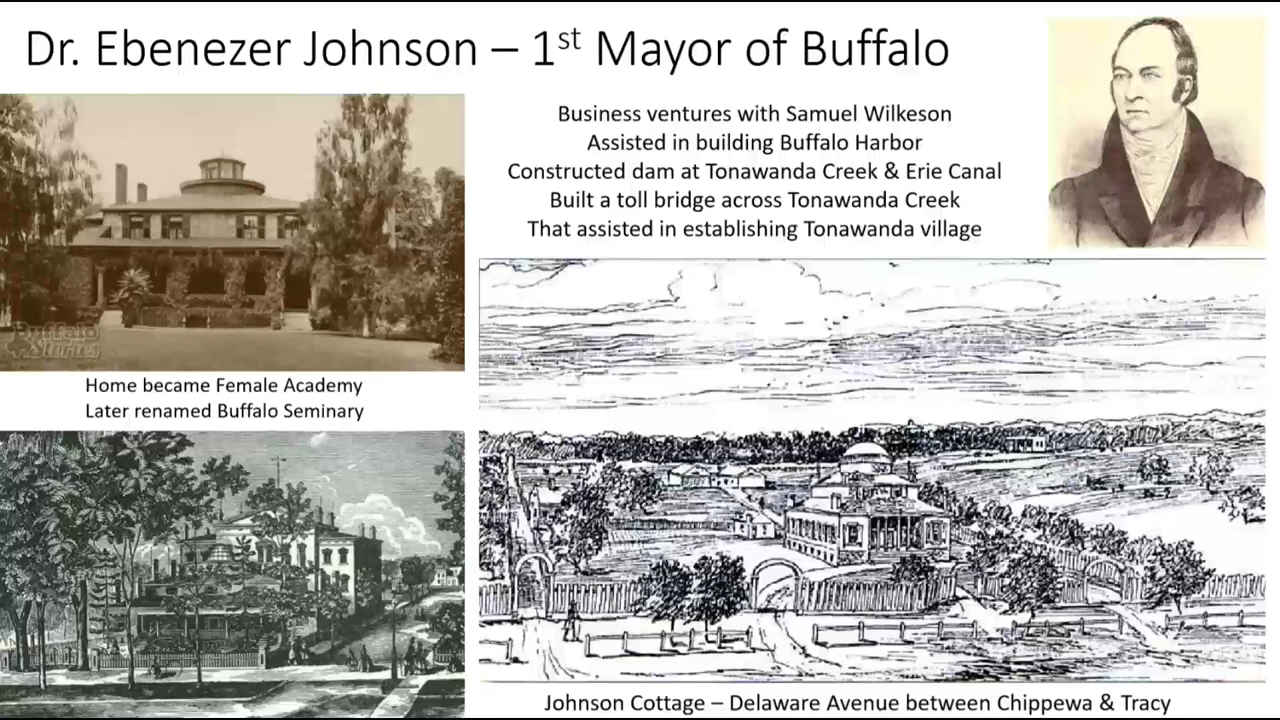 Dr. Ebenezer Johnson – 1st Mayor of Buffalo
Business ventures with Samuel Wilkeson
Assisted in building Buffalo Harbor
Constructed dam at Tonawanda Creek & Erie Canal
Built a toll bridge across Tonawanda Creek
That assisted in establishing Tonawanda village
Buffalo
Stories
Home became Female Academy
Later renamed Buffalo Seminary
Johnson Cottage – Delaware Avenue between Chippewa & Tracy